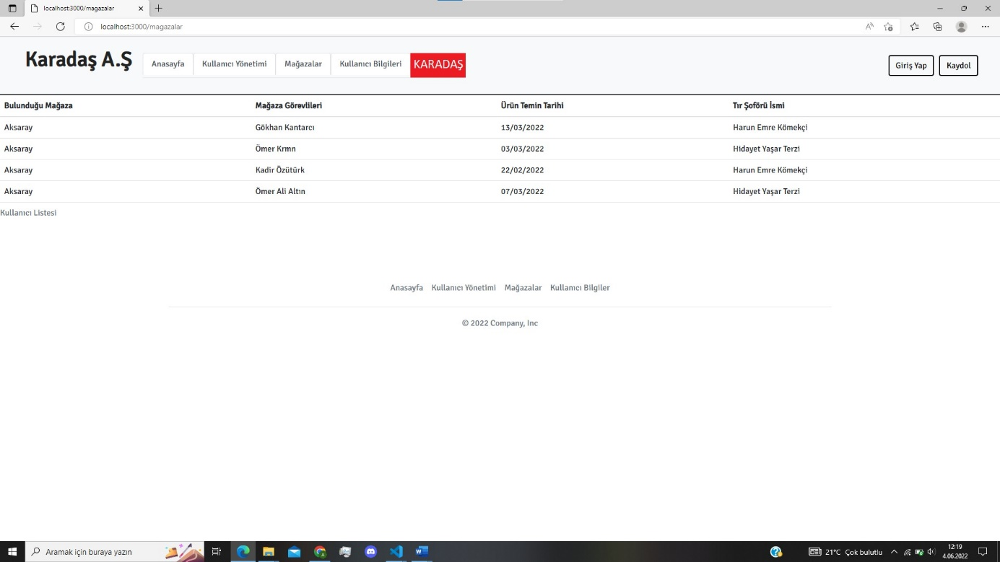 localhost:3000/magazalar
localhost:3000/magazalar
Karadaş A.Ş Anasayfa Kullanıcı Yönetimi Mağazalar Kullanıcı Bilgileri KARADAŞ Giriş Yap Kaydol
Bulunduğu Mağaza Mağaza Görevlileri Ürün Temin Tarihi Tır Şoförü İsmi
Aksaray Gökhan Kantarcı 13/03/2022 Harun Emre Kömekçi
Aksaray Ömer Krmn 03/03/2022 Hidayet Yaşar Terzi
Aksaray Kadir Özütürk 22/02/2022 Harun Emre Kömekçi
Aksaray Ömer Ali Altın 07/03/2022 Hidayet Yaşar Terzi
Kullanıcı Listesi
Anasayfa Kullanıcı Yönetimi Mağazalar Kullanıcı Bilgiler
© 2022 Company, Inc
Aramak için buraya yazın 21°C Çok bulutlu 12:19
4.06.2022